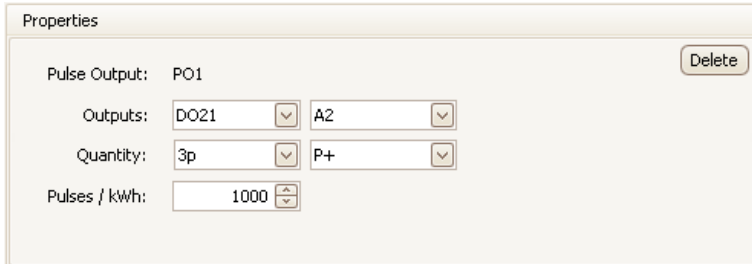 Properties
Delete
Pulse Output: PO1
Outputs: DO21 A2
Quantity: 3p P+
Pulses / kWh: 1000